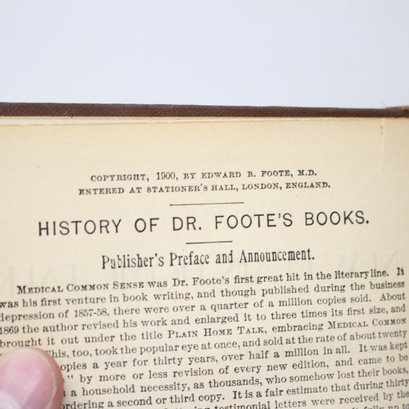 COPYRIGHT, 1900, BY EDWARD B. FOOTE, M.D.
ENTERED AT STATIONER'S HALL, LONDON, ENGLAND.
HISTORY OF DR. FOOTE'S BOOKS.
Publisher's Preface and Announcement.
MEDICAL COMMON SENSE was Dr. Foote's first great hit in the literary line. It
was his first venture in book writing, and though published during the business
depression of 1857-58, there were over a quarter of a million copies sold. About
1869 the author revised his work and enlarged it to three times its first size, and
brought it out under the title PLAIN HOME TALK, embracing MEDICAL COMMON
This, too, took the popular eye at once, and sold at the rate of about twenty
copies a year for thirty years, over half a million in all. It was kept
" by more or less revision of every new edition, and came to be
as a household necessity, as thousands, who somehow lost their books,
ordering a second or third copy. It is a fair estimate that during thirty
testimonial letters were received by the